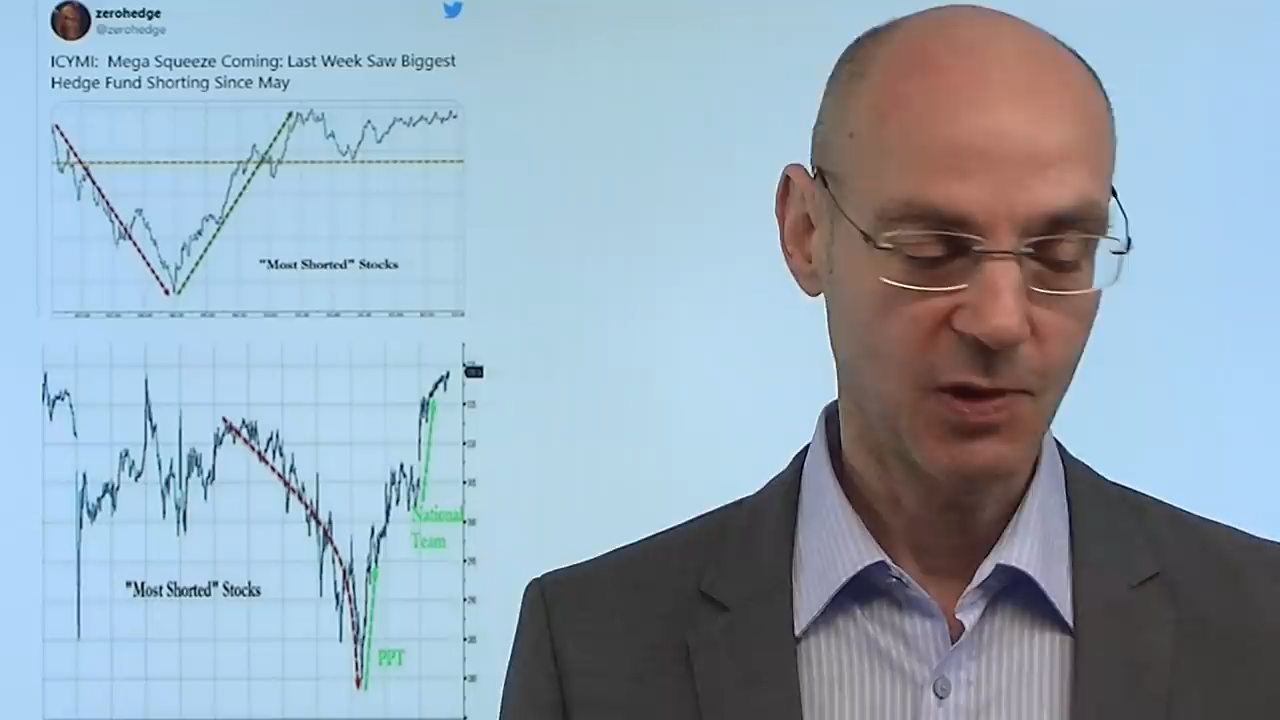 zerohedge
@zerohedge
ICYMI: Mega Squeeze Coming: Last Week Saw Biggest
Hedge Fund Shorting Since May
"Most Shorted" Stocks
National
Team
"Most Shorted" Stocks
PPT